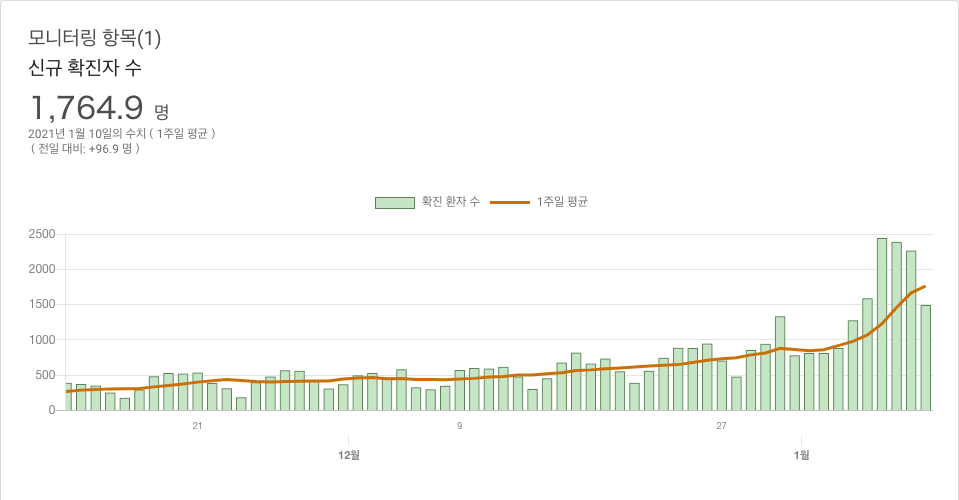 모니터링 항목(1)
신규 확진자 수
1,764.9 명
2021년 1월 10일의 수치 ( 1주일 평균 )
( 전일 대비: +96.9 명 )
확진 환자 수 1주일 평균
2500
2000
1500
1000
500
0
21 9 27
12월 1월